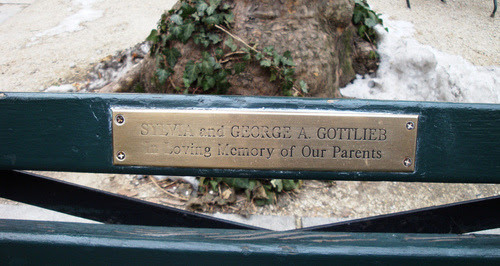 SYLVIA and GEORGE A. GOTTLIEB
In Loving Memory of Our Parents